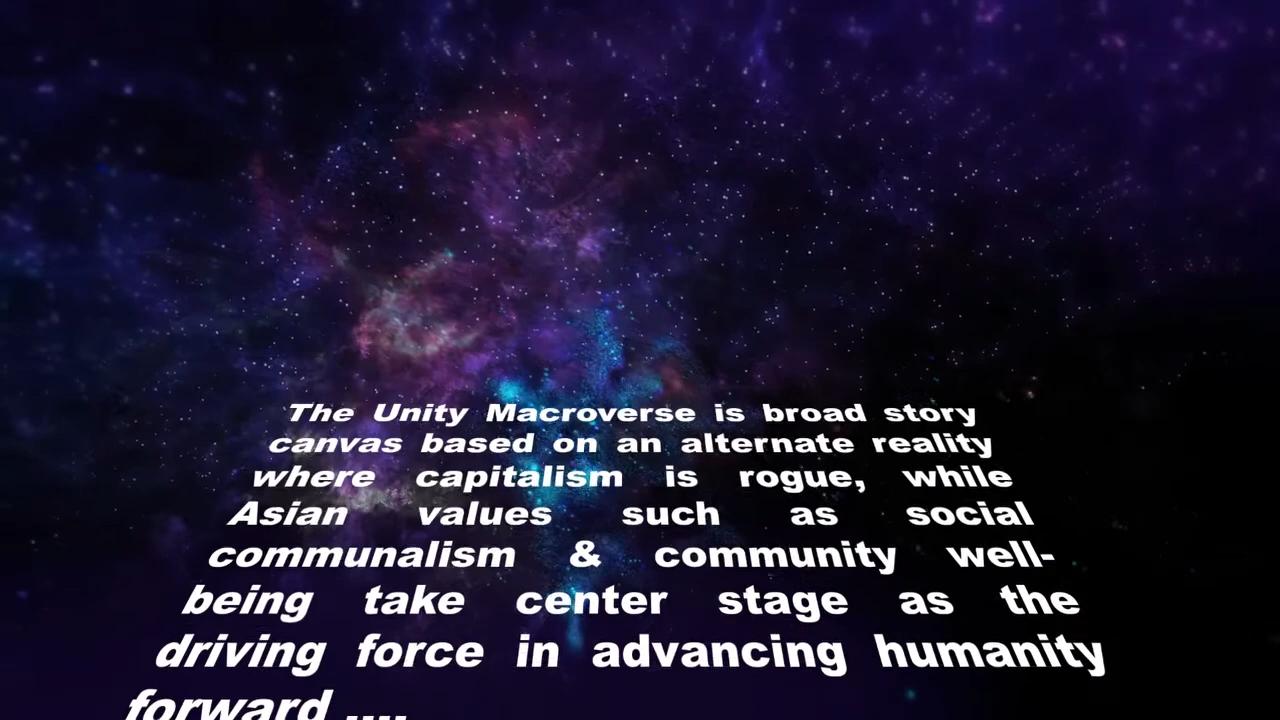 The Unity Macroverse is broad story
canvas based on an alternate reality
where capitalism is rogue, while
Asian values such as social
communalism & community well-
being take center stage as the
driving force in advancing humanity
forward ....